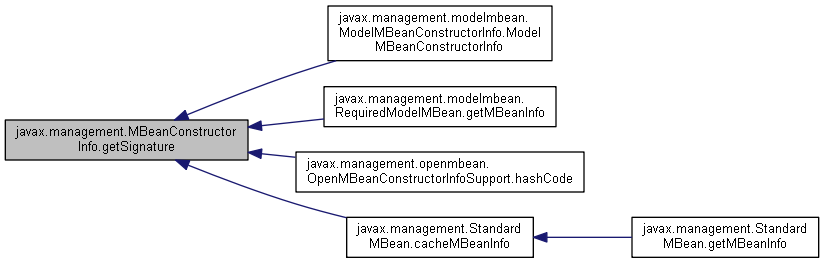 javax.management.modelmbean.
ModelMBeanConstructorInfo.Model
MBeanConstructorInfo
javax.management.modelmbean.
RequiredModelMBean.getMBeanInfo
javax.management.MBeanConstructor
Info.getSignature
javax.management.openmbean.
OpenMBeanConstructorInfoSupport.hashCode
javax.management.Standard
MBean.cacheMBeanInfo
javax.management.Standard
MBean.getMBeanInfo